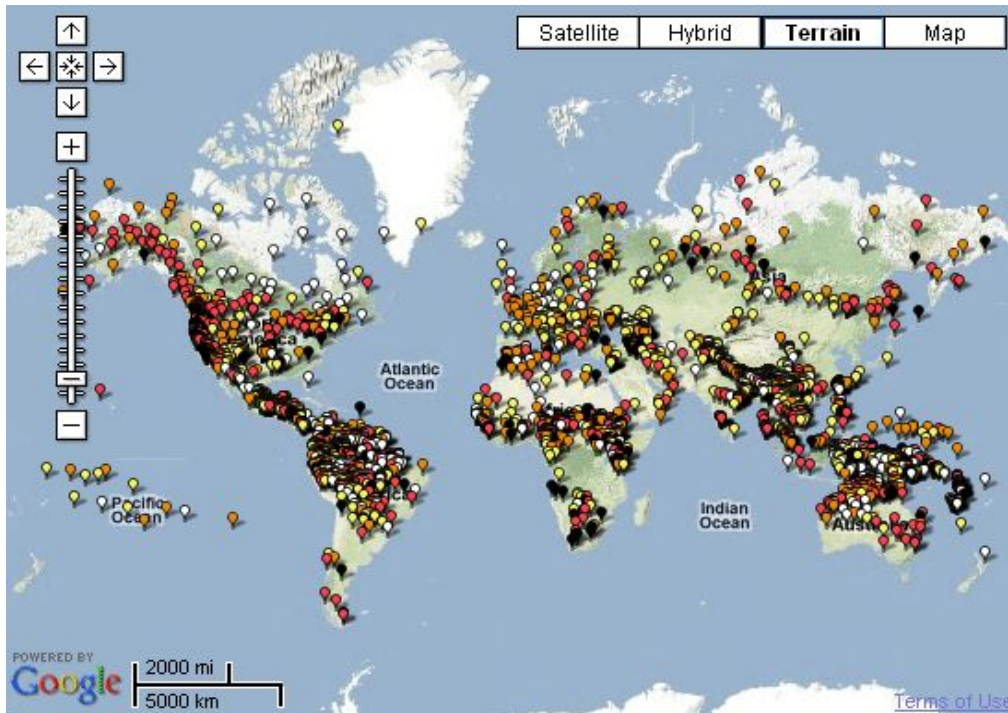 Satellite
Hybrid
Terrain
Map
Atlantic
Ocean
Pacific
Ocean
Indian
Ocean
POWERED BY
Google
2000 mi
5000 km
Terms of Use